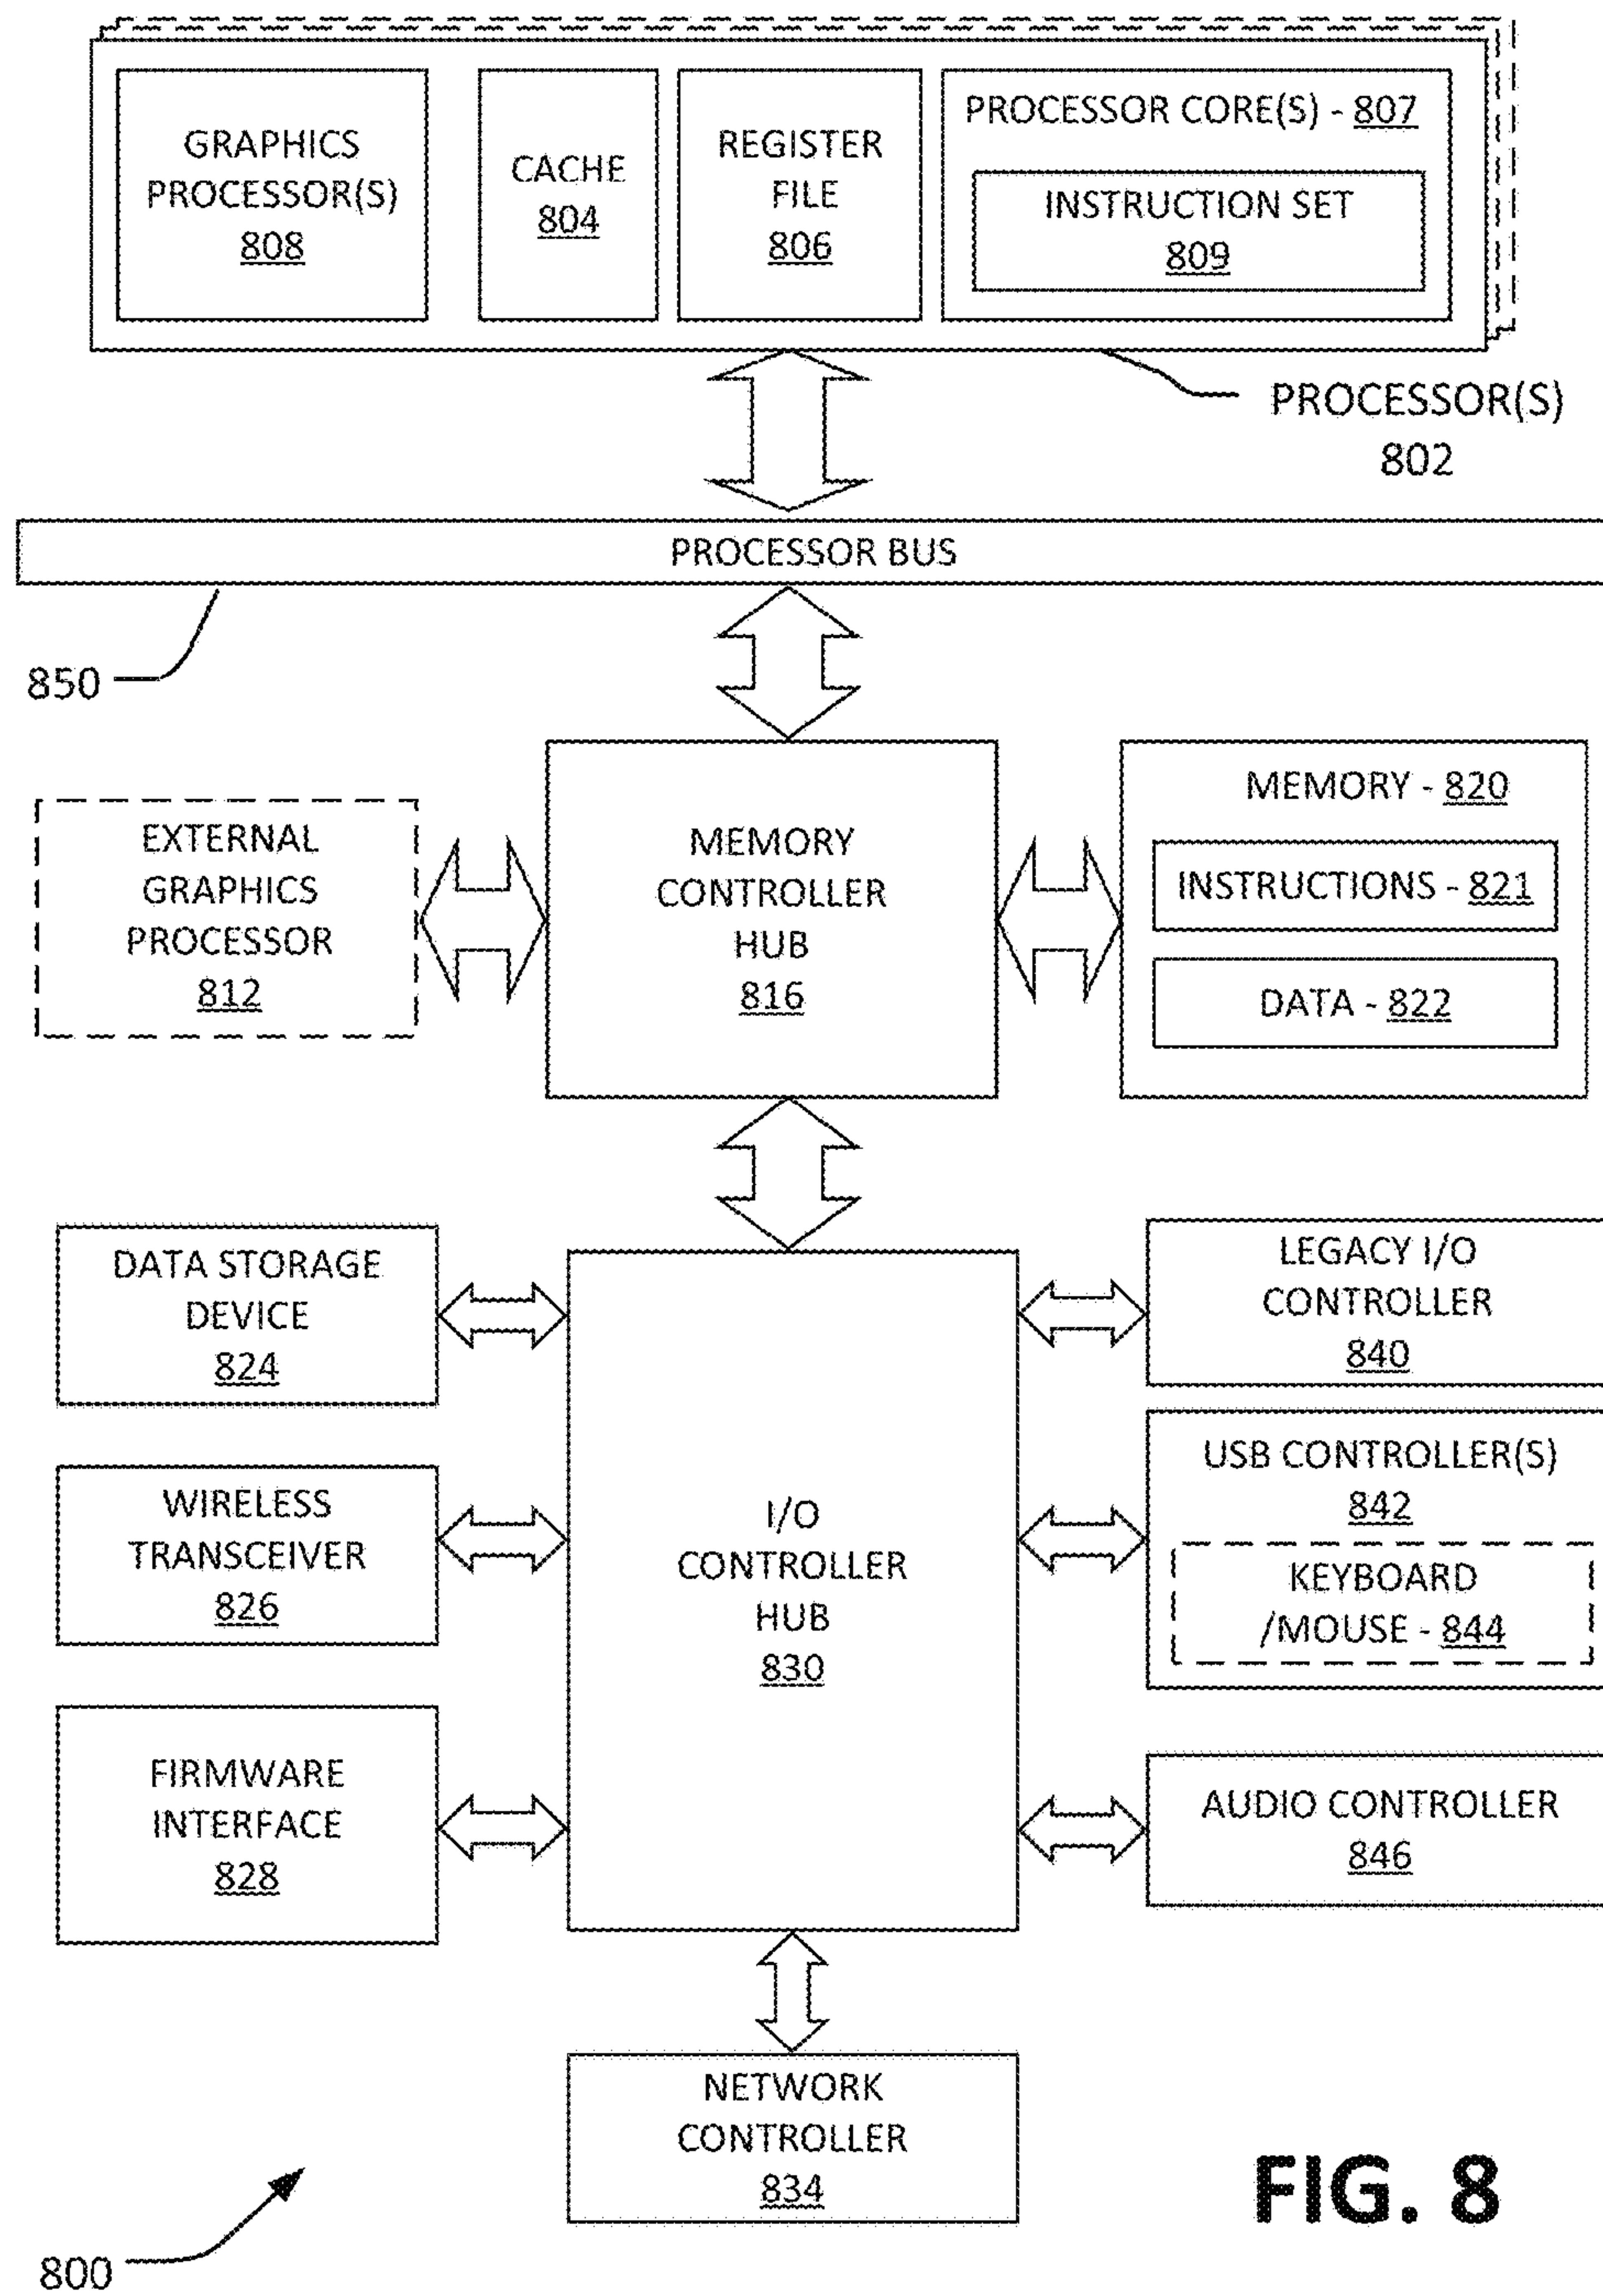 GRAPHICS
PROCESSOR(S)
808
CACHE
804
REGISTER
FILE
806
PROCESSOR CORE(S) - 807
INSTRUCTION SET
809
PROCESSOR(S)
802
PROCESSOR BUS
850
EXTERNAL
GRAPHICS
PROCESSOR
812
MEMORY
CONTROLLER
HUB
816
MEMORY - 820
INSTRUCTIONS - 821
DATA - 822
DATA STORAGE
DEVICE
824
WIRELESS
TRANSCEIVER
826
FIRMWARE
INTERFACE
828
I/O
CONTROLLER
HUB
830
LEGACY I/O
CONTROLLER
840
USB CONTROLLER(S)
842
KEYBOARD
/MOUSE - 844
AUDIO CONTROLLER
846
NETWORK
CONTROLLER
834
800
FIG. 8